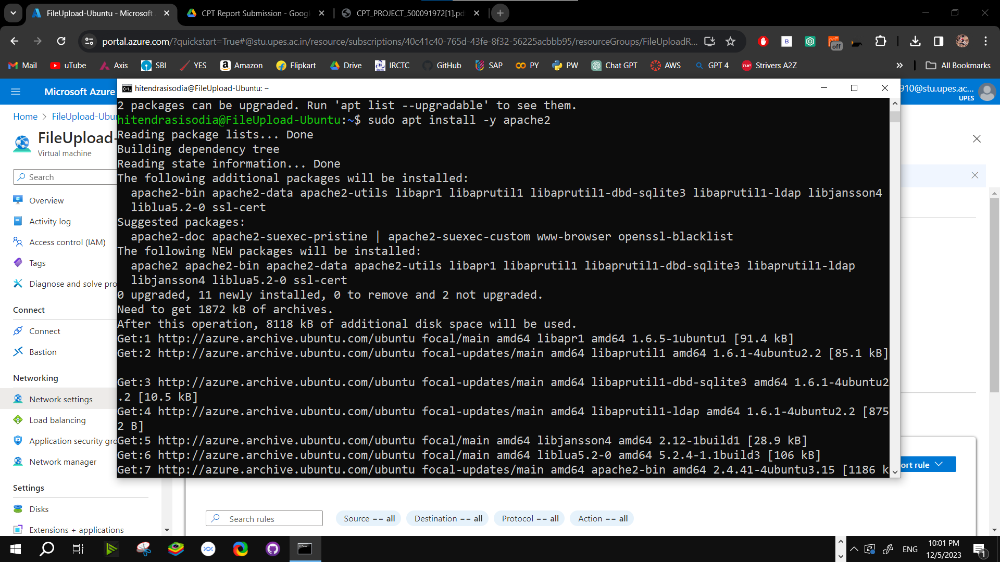 FileUpload-Ubuntu - Microsoft
CPT Report Submission - Googl
CPT_PROJECT_500091972[1].pd
portal.azure.com/?quickstart=True#@stu.upes.ac.in/resource/subscriptions/40c41c40-765d-43fe-8f32-56225acbbb95/resourceGroups/FileUploadR...
off
Mail
uTube
Axis
SBI
YES
Amazon
Flipkart
Drive
IRCTC
GitHub
SAP
PY
PW
Chat GPT
AWS
GPT 4
Strivers A2Z
All Bookmarks
Microsoft Azure
910@stu.upes.ac...
UPES
Home > FileUpload-Ubun
FileUpload-
Virtual machine
Search
Overview
Activity log
Access control (IAM)
Tags
Diagnose and solve pro
Connect
Connect
Bastion
Networking
Network settings
Load balancing
Application security gro
Network manager
Settings
Disks
Extensions + applications
hitendrasisodia@FileUpload-Ubuntu: ~
2 packages can be upgraded. Run 'apt list --upgradable' to see them.
hitendrasisodia@FileUpload-Ubuntu:~$ sudo apt install -y apache2
Reading package lists... Done
Building dependency tree
Reading state information... Done
The following additional packages will be installed:
apache2-bin apache2-data apache2-utils libapr1 libaprutil1 libaprutil1-dbd-sqlite3 libaprutil1-ldap libjansson4
liblua5.2-0 ssl-cert
Suggested packages:
apache2-doc apache2-suexec-pristine | apache2-suexec-custom www-browser openssl-blacklist
The following NEW packages will be installed:
apache2 apache2-bin apache2-data apache2-utils libapr1 libaprutil1 libaprutil1-dbd-sqlite3 libaprutil1-ldap
libjansson4 liblua5.2-0 ssl-cert
0 upgraded, 11 newly installed, 0 to remove and 2 not upgraded.
Need to get 1872 kB of archives.
After this operation, 8118 kB of additional disk space will be used.
Get:1 http://azure.archive.ubuntu.com/ubuntu focal/main amd64 libapr1 amd64 1.6.5-1ubuntu1 [91.4 kB]
Get:2 http://azure.archive.ubuntu.com/ubuntu focal-updates/main amd64 libaprutil1 amd64 1.6.1-4ubuntu2.2 [85.1 kB]
Get:3 http://azure.archive.ubuntu.com/ubuntu focal-updates/main amd64 libaprutil1-dbd-sqlite3 amd64 1.6.1-4ubuntu2
.2 [10.5 kB]
Get:4 http://azure.archive.ubuntu.com/ubuntu focal-updates/main amd64 libaprutil1-ldap amd64 1.6.1-4ubuntu2.2 [875
2 B]
Get:5 http://azure.archive.ubuntu.com/ubuntu focal/main amd64 libjansson4 amd64 2.12-1build1 [28.9 kB]
Get:6 http://azure.archive.ubuntu.com/ubuntu focal/main amd64 liblua5.2-0 amd64 5.2.4-1.1build3 [106 kB]
Get:7 http://azure.archive.ubuntu.com/ubuntu focal-updates/main amd64 apache2-bin amd64 2.4.41-4ubuntu3.15 [1186 k
ort rule
Search rules
Source == all
Destination == all
Protocol == all
Action == all
ENG
10:01 PM
12/5/2023
1